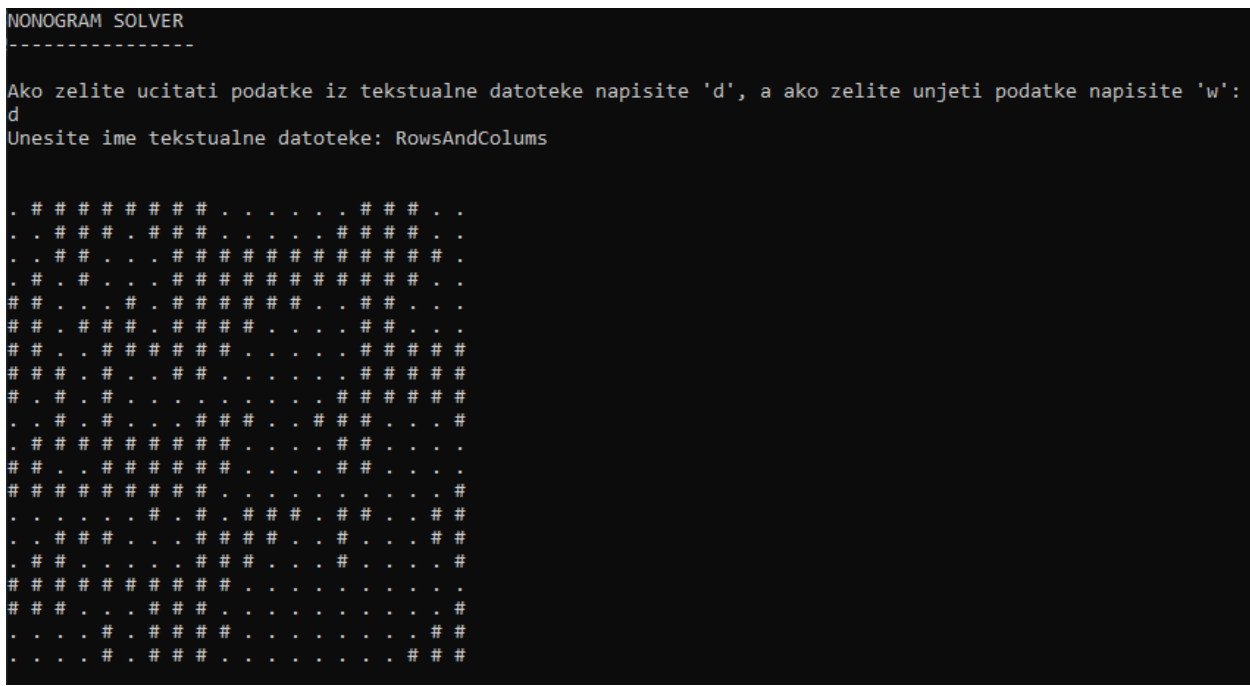 NONOGRAM SOLVER
----------------
Ako zelite ucitati podatke iz tekstualne datoteke napisite 'd', a ako zelite unjeti podatke napisite 'w':
d
Unesite ime tekstualne datoteke: RowsAndColums
. # # # # # # # # . . . . . . # # # . .
. . # # # . # # # . . . . . # # # # . .
. . # # . . . # # # # # # # # # # # # .
. # . # . . . # # # # # # # # # # # . .
# # . . . # . # # # # # # . . # # . . .
# # . # # # . # # # # . . . . # # . . .
# # . . # # # # # # . . . . . # # # # #
# # # . # . . # # . . . . . . # # # # #
# . # . # . . . . . . . . . # # # # # #
. . # . # . . . # # # . . # # # . . . #
. # # # # # # # # # . . . . # # . . . .
# # . . # # # # # # . . . . # # . . . .
# # # # # # # # # . . . . . . . . . . #
. . . . . . # . # . # # # . # # . . # #
. . # # # . . . # # # # . . # . . . # #
. # # . . . . . # # # . . . # . . . . #
# # # # # # # # # # . . . . . . . . . .
# # # . . . # # # . . . . . . . . . . #
. . . . # . # # # # . . . . . . . . # #
. . . . # . # # # . . . . . . . . # # #